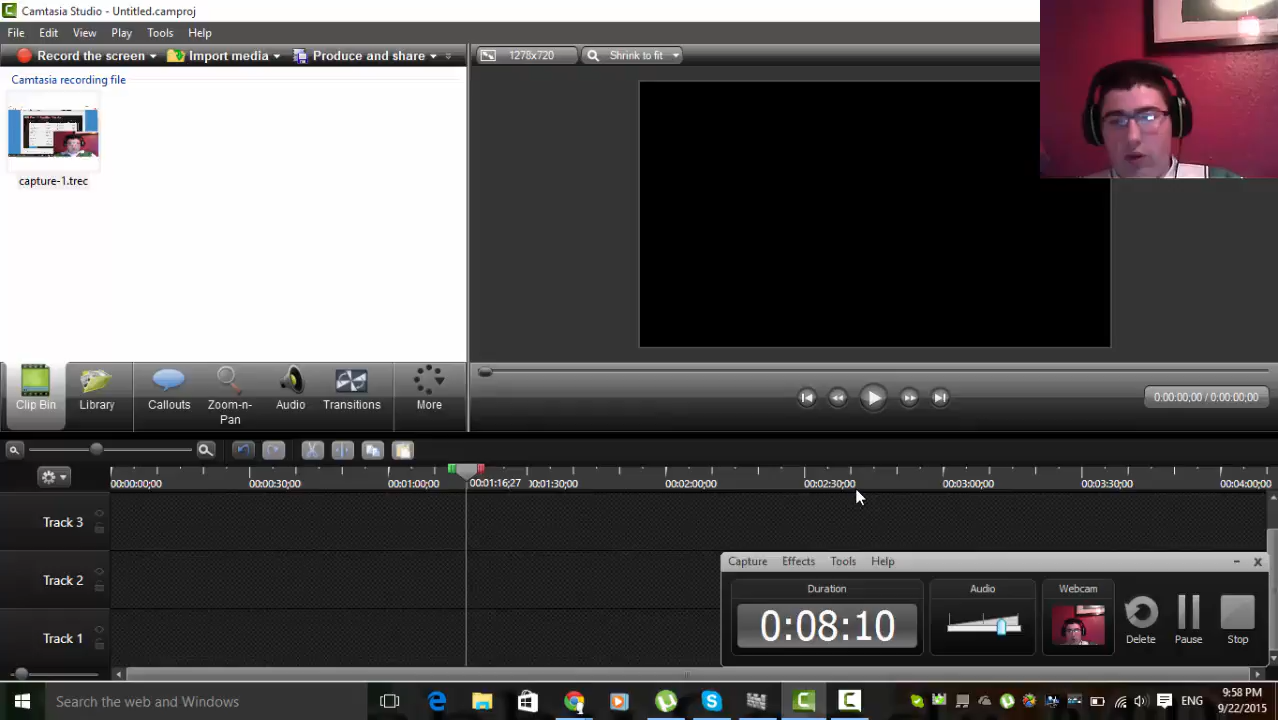 Camtasia Studio - Untitled.camproj
File Edit View Play Tools Help
Record the screen Import media Produce and share
1278x720 Shrink to fit
Camtasia recording file
capture-1.trec
Clip Bin Library Callouts Zoom-n-Pan Audio Transitions More
0:00:00;00 / 0:00:00;00
00:00:00;00 00:00:30;00 00:01:00;00 00:01:16;27 00:01:30;00 00:02:00;00 00:02:30;00 00:03:00;00 00:03:30;00 00:04:00;00
Track 3
Track 2
Track 1
Capture Effects Tools Help
Duration Audio Webcam
0:08:10
Delete Pause Stop
Search the web and Windows
ENG
9:58 PM
9/22/2015